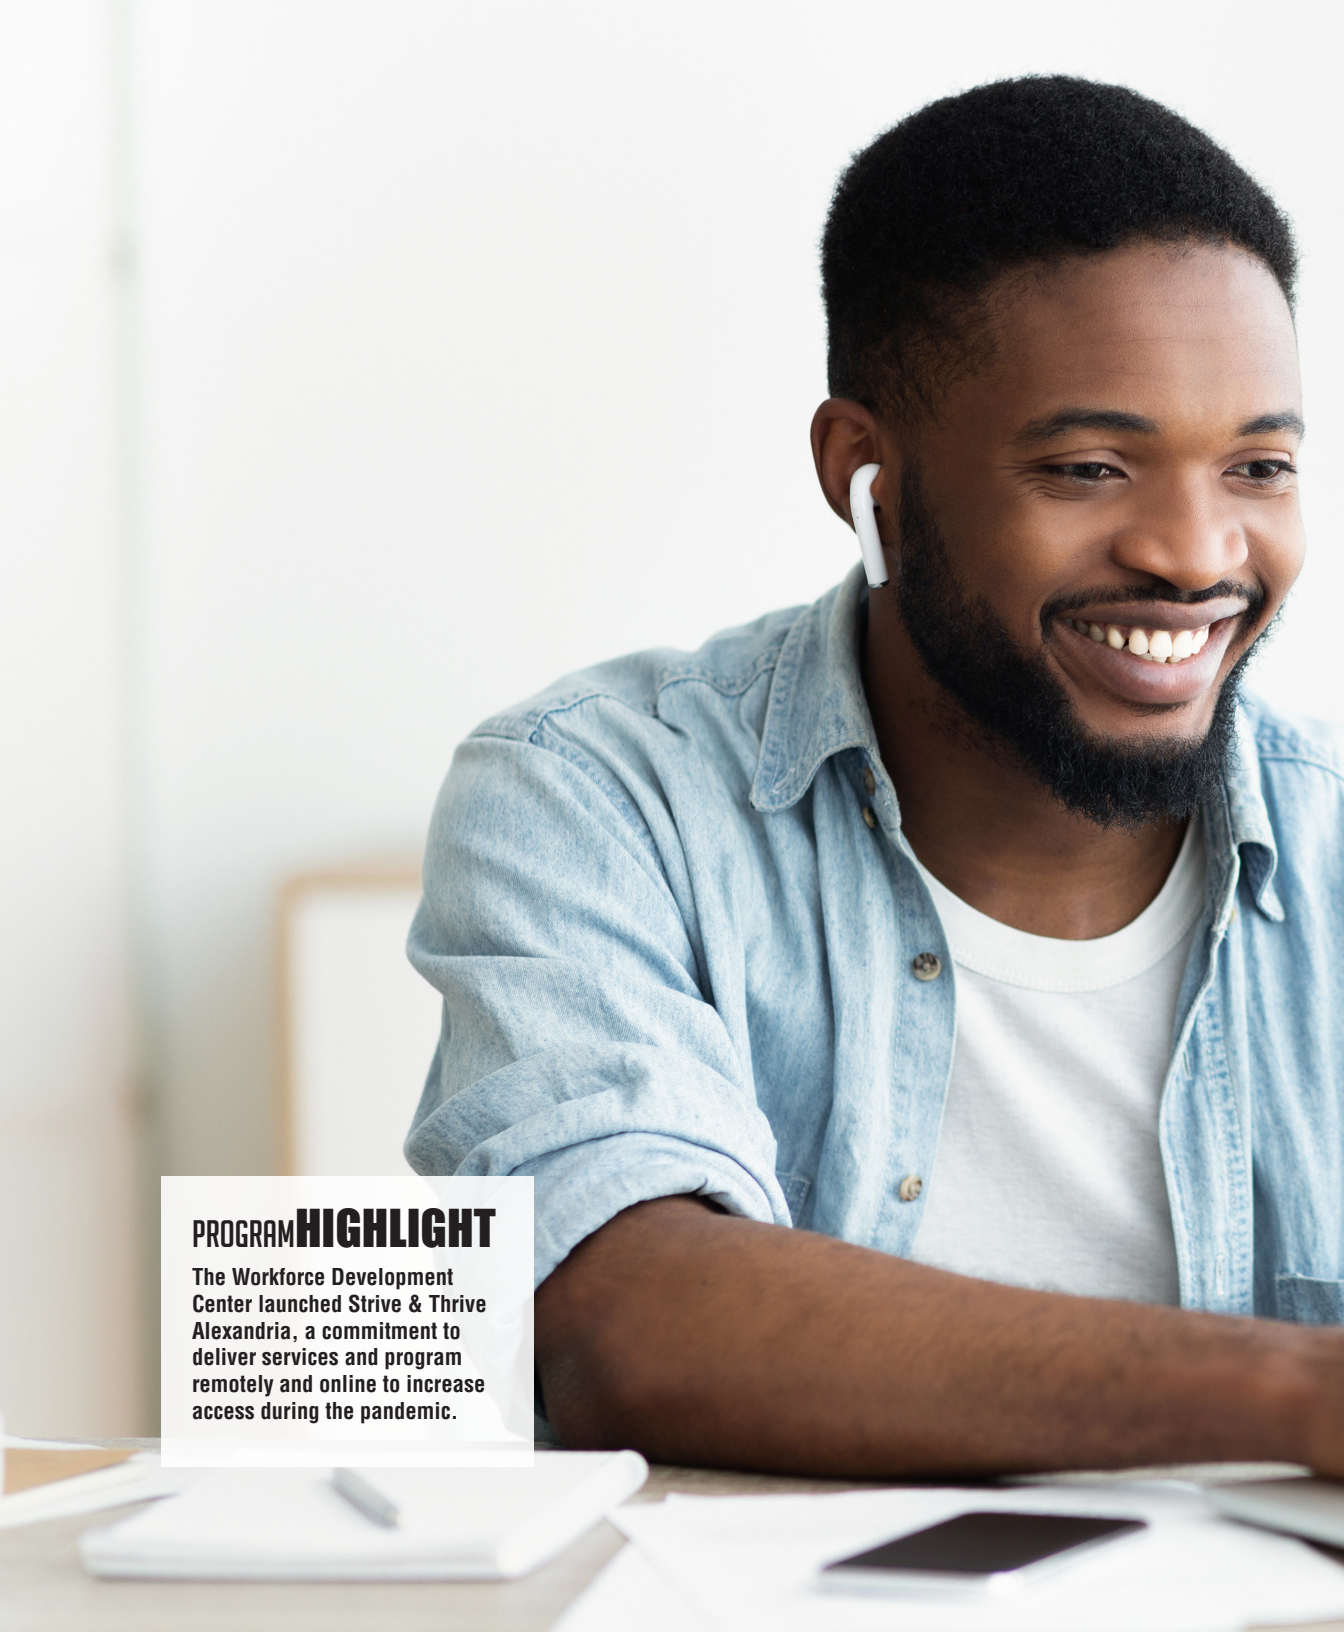 PROGRAMHIGHLIGHT
The Workforce Development
Center launched Strive & Thrive
Alexandria, a commitment to
deliver services and program
remotely and online to increase
access during the pandemic.